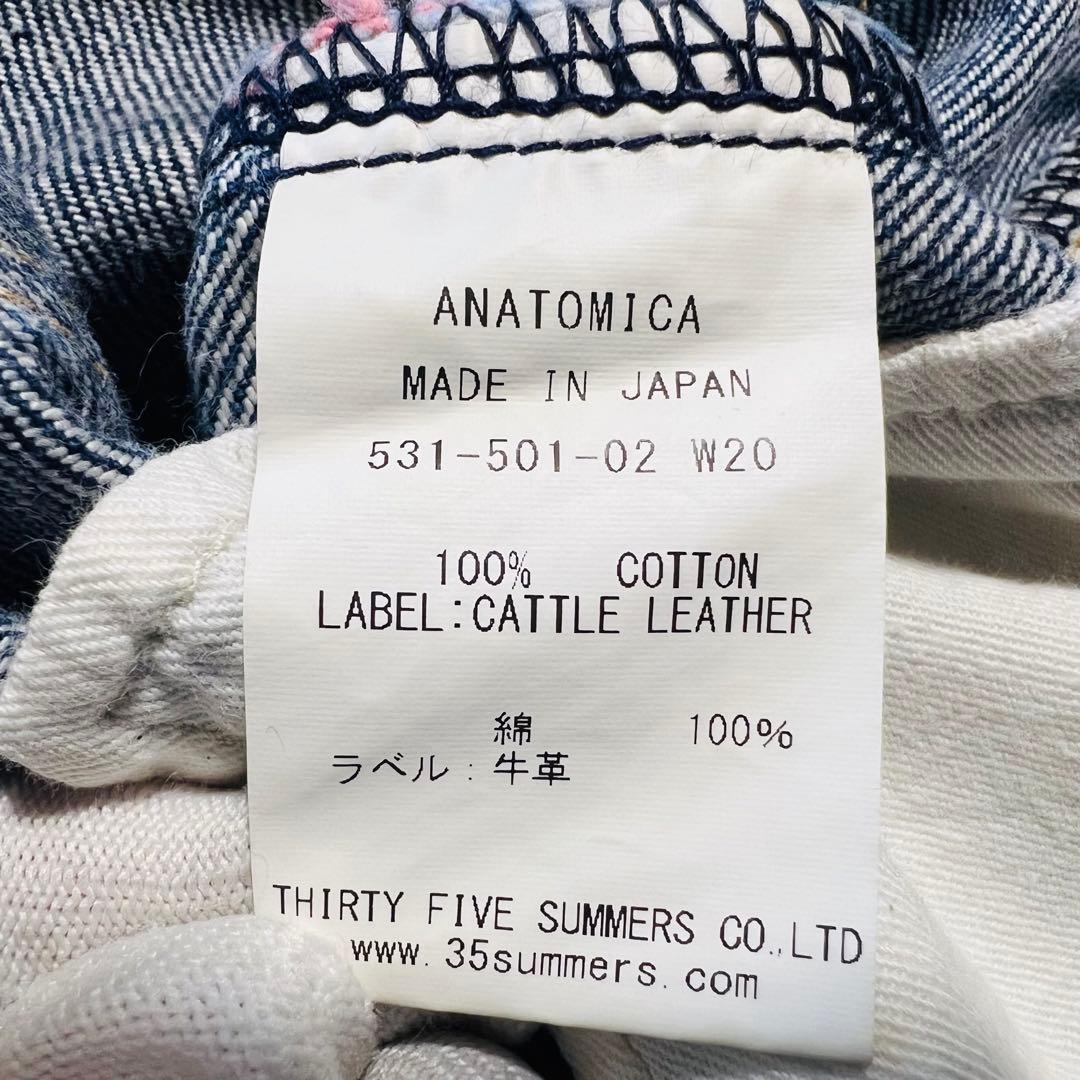 ANATOMICA
MADE IN JAPAN
531-501-02 W20
100% COTTON
LABEL:CATTLE LEATHER
綿 100%
ラベル:牛革
THIRTY FIVE SUMMERS CO.,LTD
www.35summers.com